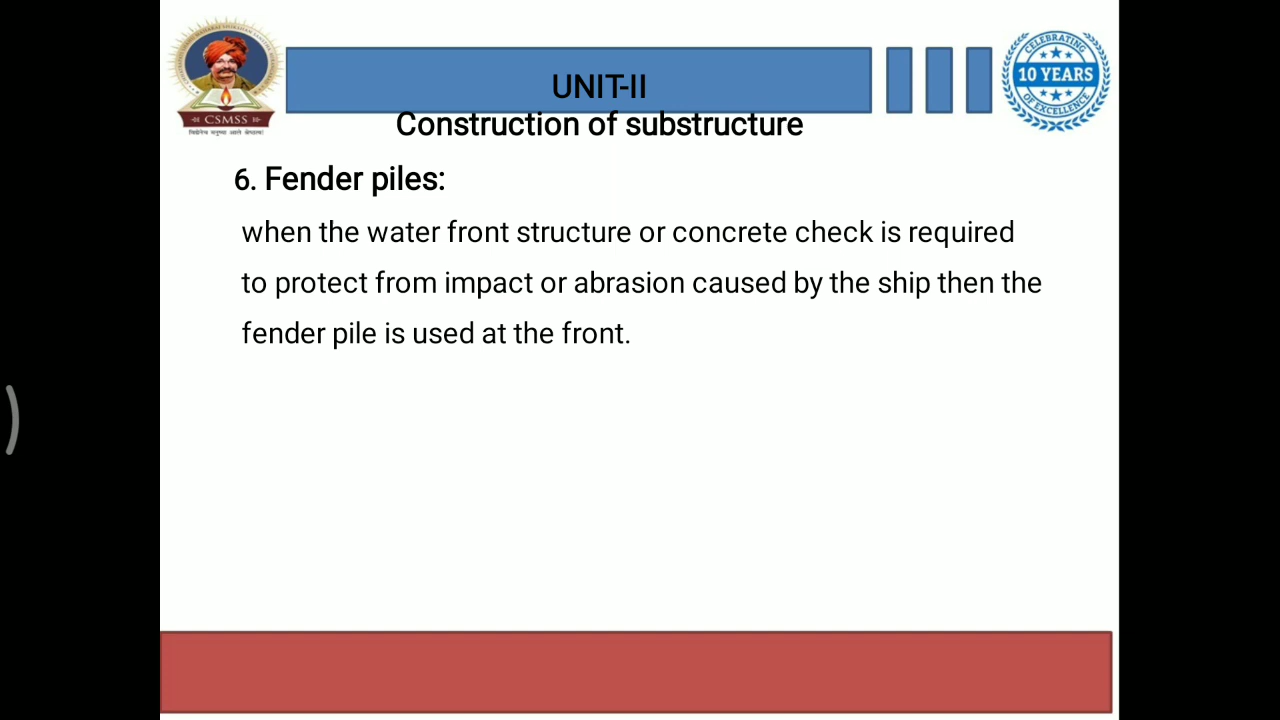 UNIT-II
CELEBRATING
10 YEARS
OF EXCELLENCE
CSMSS
Construction of substructure
6. Fender piles:
when the water front structure or concrete check is required
to protect from impact or abrasion caused by the ship then the
fender pile is used at the front.